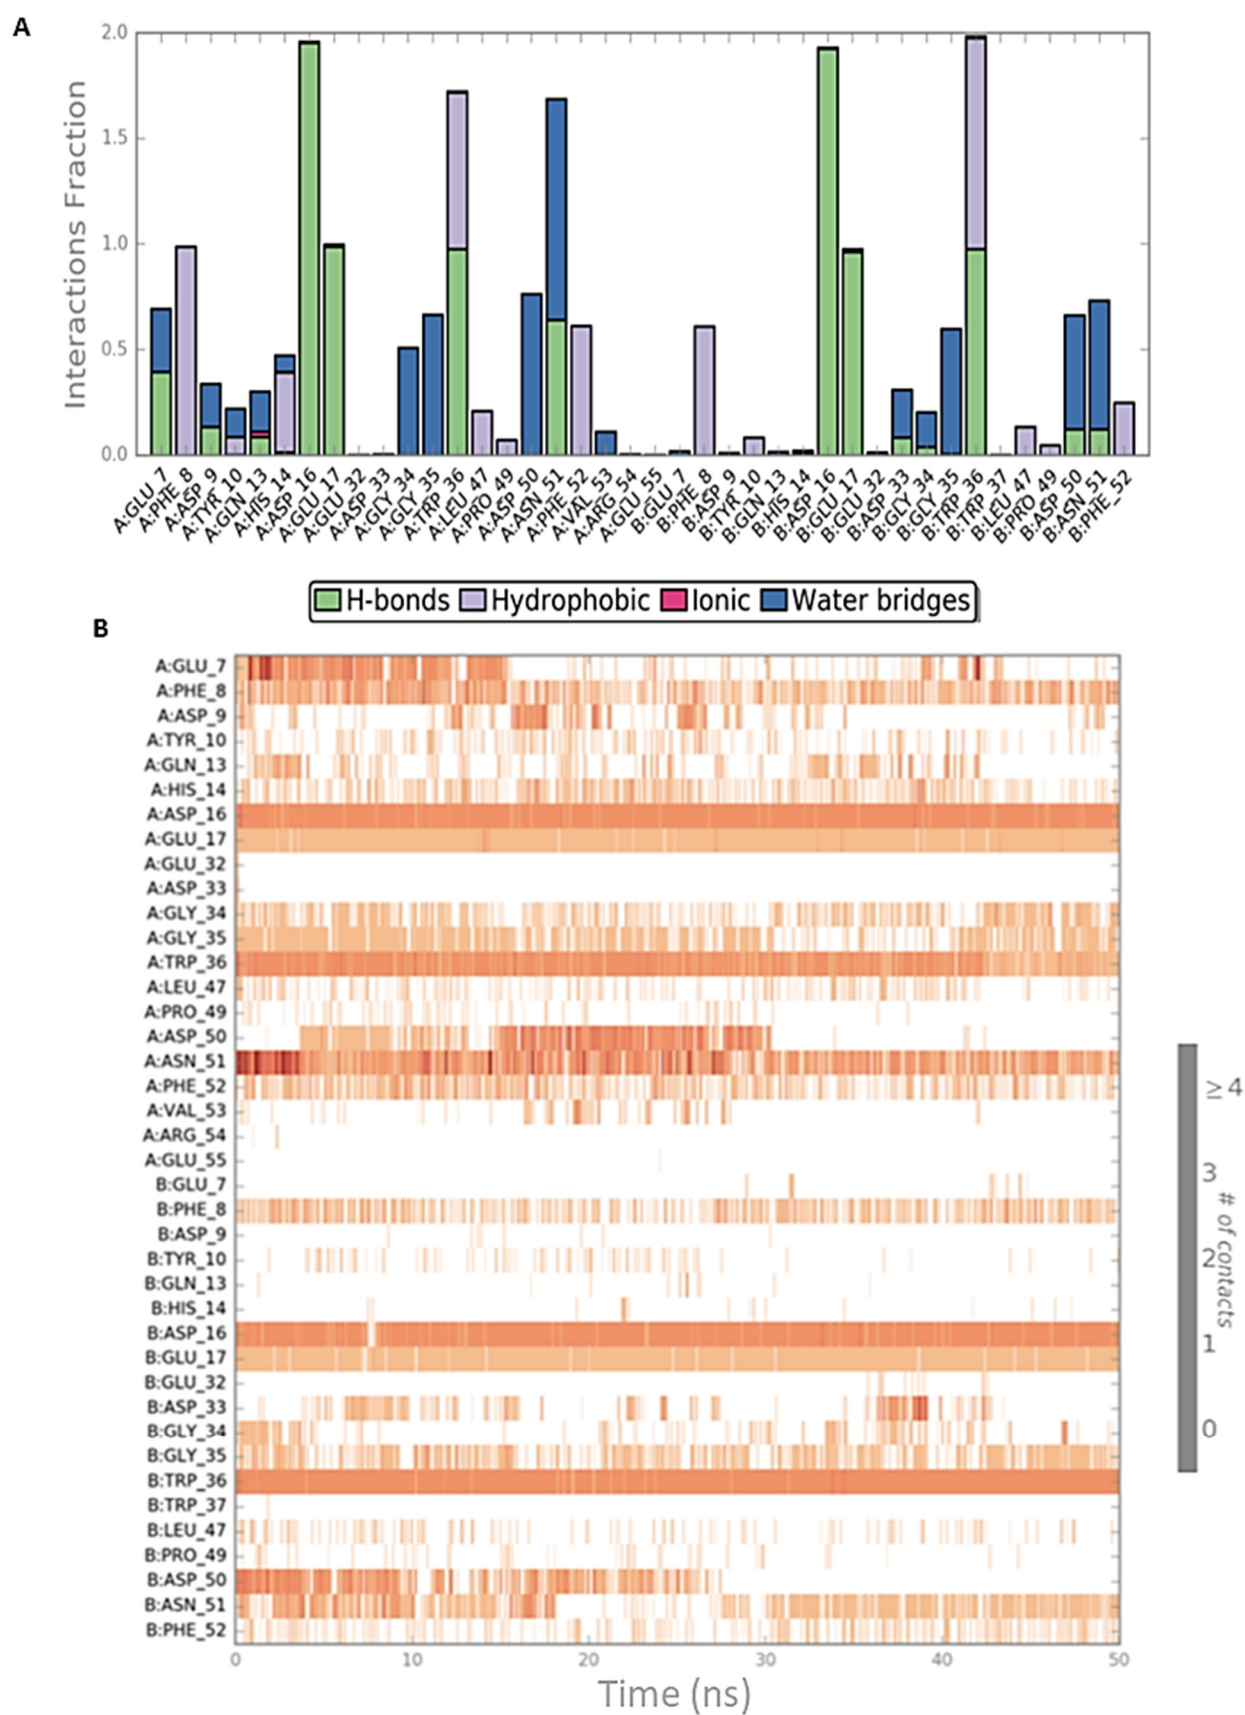 A
Interactions Fraction
2.0
1.5
1.0
0.5
0.0
A:GLU_7
A:PHE_8
A:ASP_9
A:TYR_10
A:GLN_13
A:HIS_14
A:ASP_16
A:GLU_17
A:GLU_32
A:ASP_33
A:GLY_34
A:GLY_35
A:TRP_36
A:LEU_47
A:PRO_49
A:ASP_50
A:ASN_51
A:PHE_52
A:VAL_53
A:ARG_54
A:GLU_55
B:GLU_7
B:PHE_8
B:ASP_9
B:TYR_10
B:GLN_13
B:HIS_14
B:ASP_16
B:GLU_17
B:GLU_32
B:ASP_33
B:GLY_34
B:GLY_35
B:TRP_36
B:TRP_37
B:LEU_47
B:PRO_49
B:ASP_50
B:ASN_51
B:PHE_52
H-bonds Hydrophobic Ionic Water bridges
B
A:GLU_7
A:PHE_8
A:ASP_9
A:TYR_10
A:GLN_13
A:HIS_14
A:ASP_16
A:GLU_17
A:GLU_32
A:ASP_33
A:GLY_34
A:GLY_35
A:TRP_36
A:LEU_47
A:PRO_49
A:ASP_50
A:ASN_51
A:PHE_52
A:VAL_53
A:ARG_54
A:GLU_55
B:GLU_7
B:PHE_8
B:ASP_9
B:TYR_10
B:GLN_13
B:HIS_14
B:ASP_16
B:GLU_17
B:GLU_32
B:ASP_33
B:GLY_34
B:GLY_35
B:TRP_36
B:TRP_37
B:LEU_47
B:PRO_49
B:ASP_50
B:ASN_51
B:PHE_52
0 10 20 30 40 50
Time (ns)
≥ 4
3
2
1
0
# of contacts